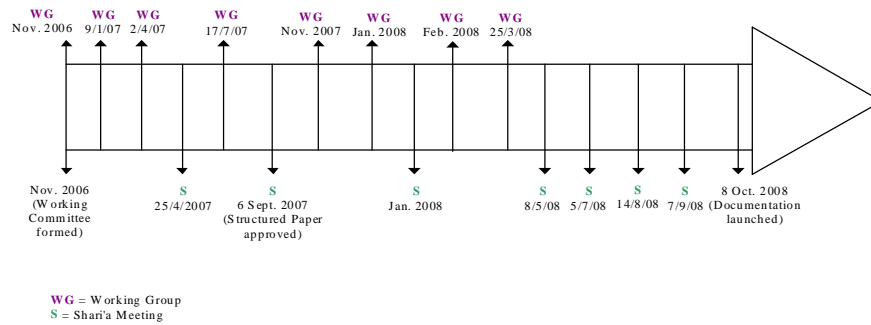 WG WG WG WG WG WG WG WG
Nov. 2006 9/1/07 2/4/07 17/7/07 Nov. 2007 Jan. 2008 Feb. 2008 25/3/08
Nov. 2006
(Working
Committee
formed)
S
25/4/2007
S
6 Sept. 2007
(Structured Paper
approved)
S
Jan. 2008
S
8/5/08
S
5/7/08
S
14/8/08
S
7/9/08
8 Oct. 2008
(Documentation
launched)
WG = Working Group
S = Shari'a Meeting